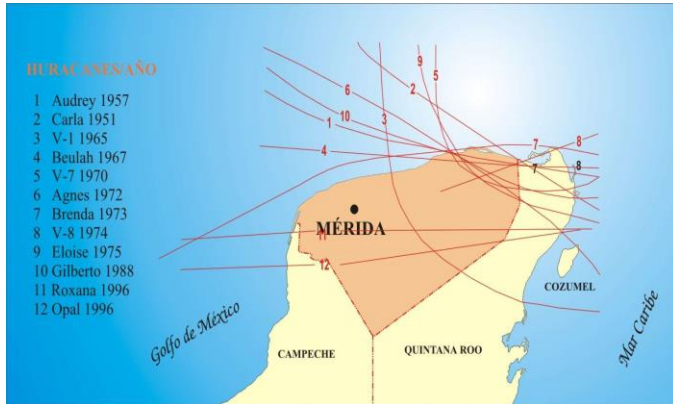 HURACANES/AÑO
1 Audrey 1957
2 Carla 1951
3 V-1 1965
4 Beulah 1967
5 V-7 1970
6 Agnes 1972
7 Brenda 1973
8 V-8 1974
9 Eloise 1975
10 Gilberto 1988
11 Roxana 1996
12 Opal 1996
9
5
6
2
10
1
3
4
7
8
7
8
MÉRIDA
11
12
COZUMEL
Golfo de México
CAMPECHE
QUINTANA ROO
Mar Caribe